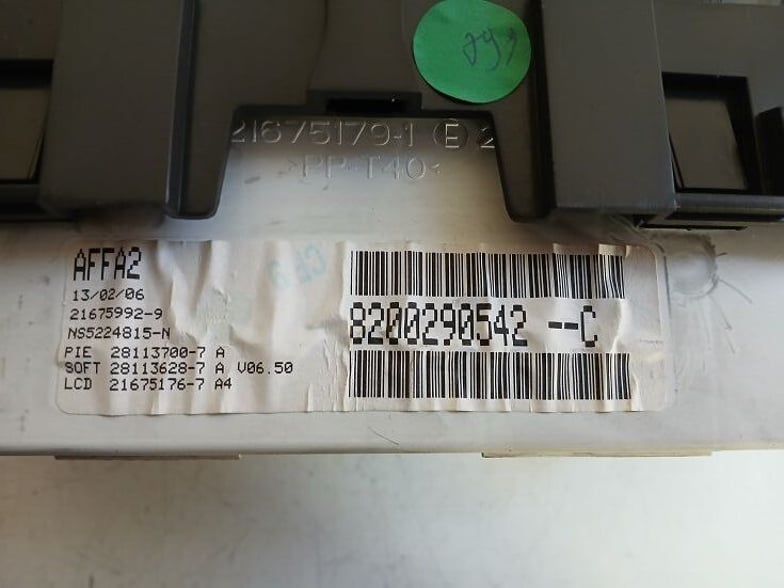 21675179-1 E 2
>PP-T40<
AFFA2
13/02/06
21675992-9
NS5224815-N
PIE 28113700-7 A
SOFT 28113628-7 A V06.50
LCD 21675176-7 A4
8200290542 --C